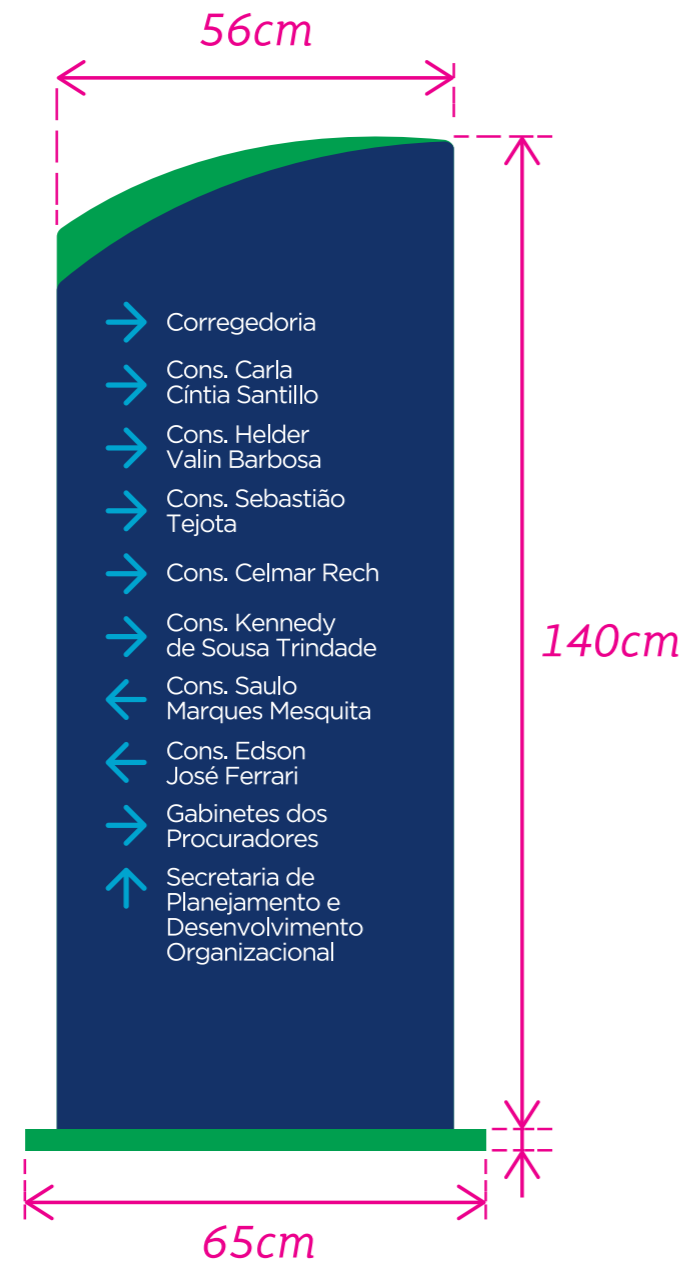 56cm
Corregedoria
Cons. Carla
Cíntia Santillo
Cons. Helder
Valin Barbosa
Cons. Sebastião
Tejota
Cons. Celmar Rech
Cons. Kennedy
de Sousa Trindade
140cm
Cons. Saulo
Marques Mesquita
Cons. Edson
José Ferrari
Gabinetes dos
Procuradores
Secretaria de
Planejamento e
Desenvolvimento
Organizacional
65cm